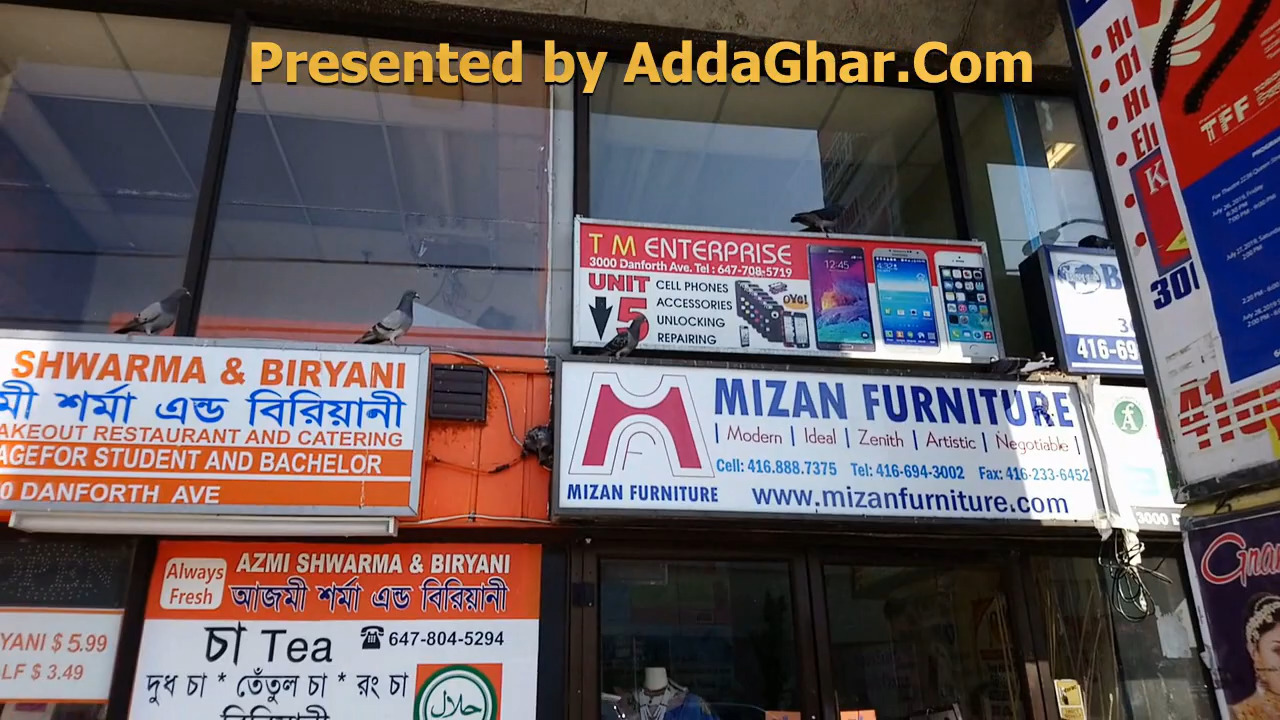 Presented by AddaGhar.Com
T M ENTERPRISE
3000 Danforth Ave. Tel : 647-708-5719
UNIT
5
CELL PHONES
ACCESSORIES
UNLOCKING
REPAIRING
12:45
SHWARMA & BIRYANI
শর্মা এন্ড বিরিয়ানী
AKEOUT RESTAURANT AND CATERING
AGEFOR STUDENT AND BACHELOR
0 DANFORTH AVE
MIZAN FURNITURE
| Modern | Ideal | Zenith | Artistic | Negotiable |
Cell: 416.888.7375 Tel: 416-694-3002 Fax: 416-233-6452
MIZAN FURNITURE
www.mizanfurniture.com
Always
Fresh
AZMI SHWARMA & BIRYANI
আজমী শর্মা এন্ড বিরিয়ানী
চা Tea
647-804-5294
দুধ চা * তেঁতুল চা * রং চা
বিরিয়ানী
حلال
OPEN
YANI $ 5.99
LF $ 3.49
416-69
3000
TFF